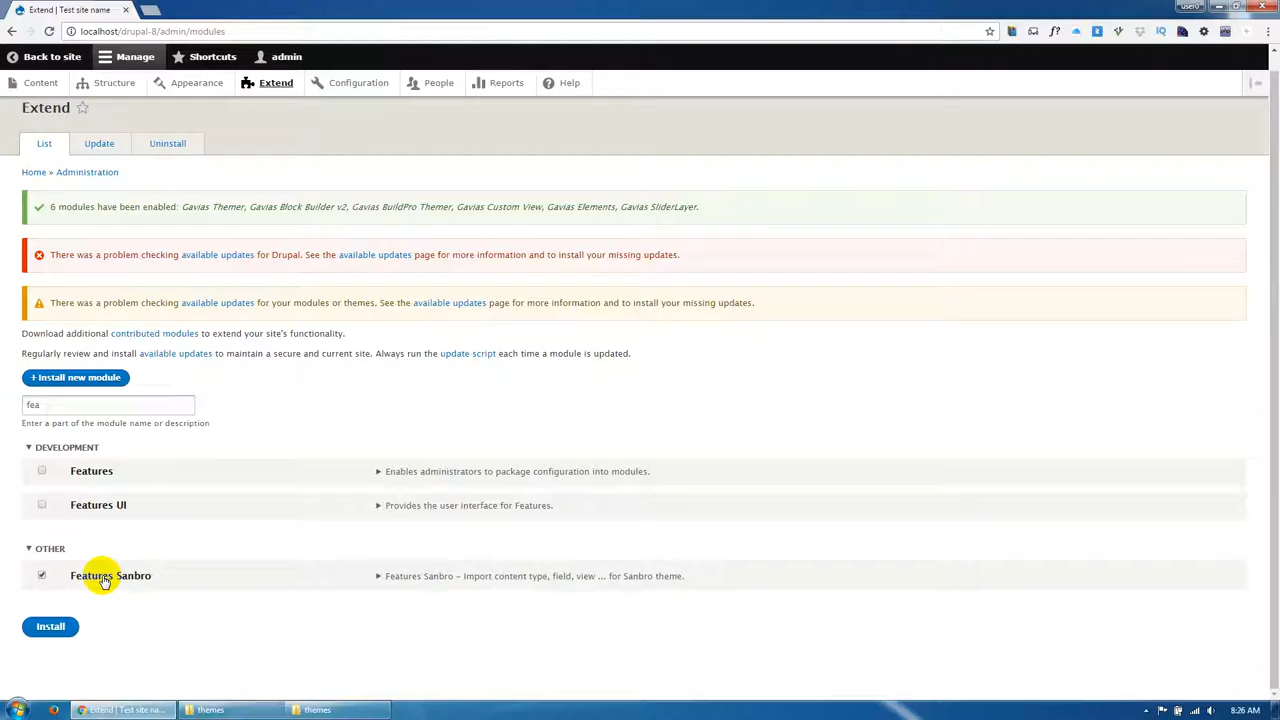 Extend | Test site name
user0
localhost/drupal-8/admin/modules
Back to site
Manage
Shortcuts
admin
Content
Structure
Appearance
Extend
Configuration
People
Reports
Help
Extend
List
Update
Uninstall
Home » Administration
6 modules have been enabled: Gavias Themer, Gavias Block Builder v2, Gavias BuildPro Themer, Gavias Custom View, Gavias Elements, Gavias SliderLayer.
There was a problem checking available updates for Drupal. See the available updates page for more information and to install your missing updates.
There was a problem checking available updates for your modules or themes. See the available updates page for more information and to install your missing updates.
Download additional contributed modules to extend your site's functionality.
Regularly review and install available updates to maintain a secure and current site. Always run the update script each time a module is updated.
+ Install new module
fea
Enter a part of the module name or description
DEVELOPMENT
Features
Enables administrators to package configuration into modules.
Features UI
Provides the user interface for Features.
OTHER
Features Sanbro
Features Sanbro – Import content type, field, view ... for Sanbro theme.
Install
Extend | Test site na...
themes
themes
8:26 AM